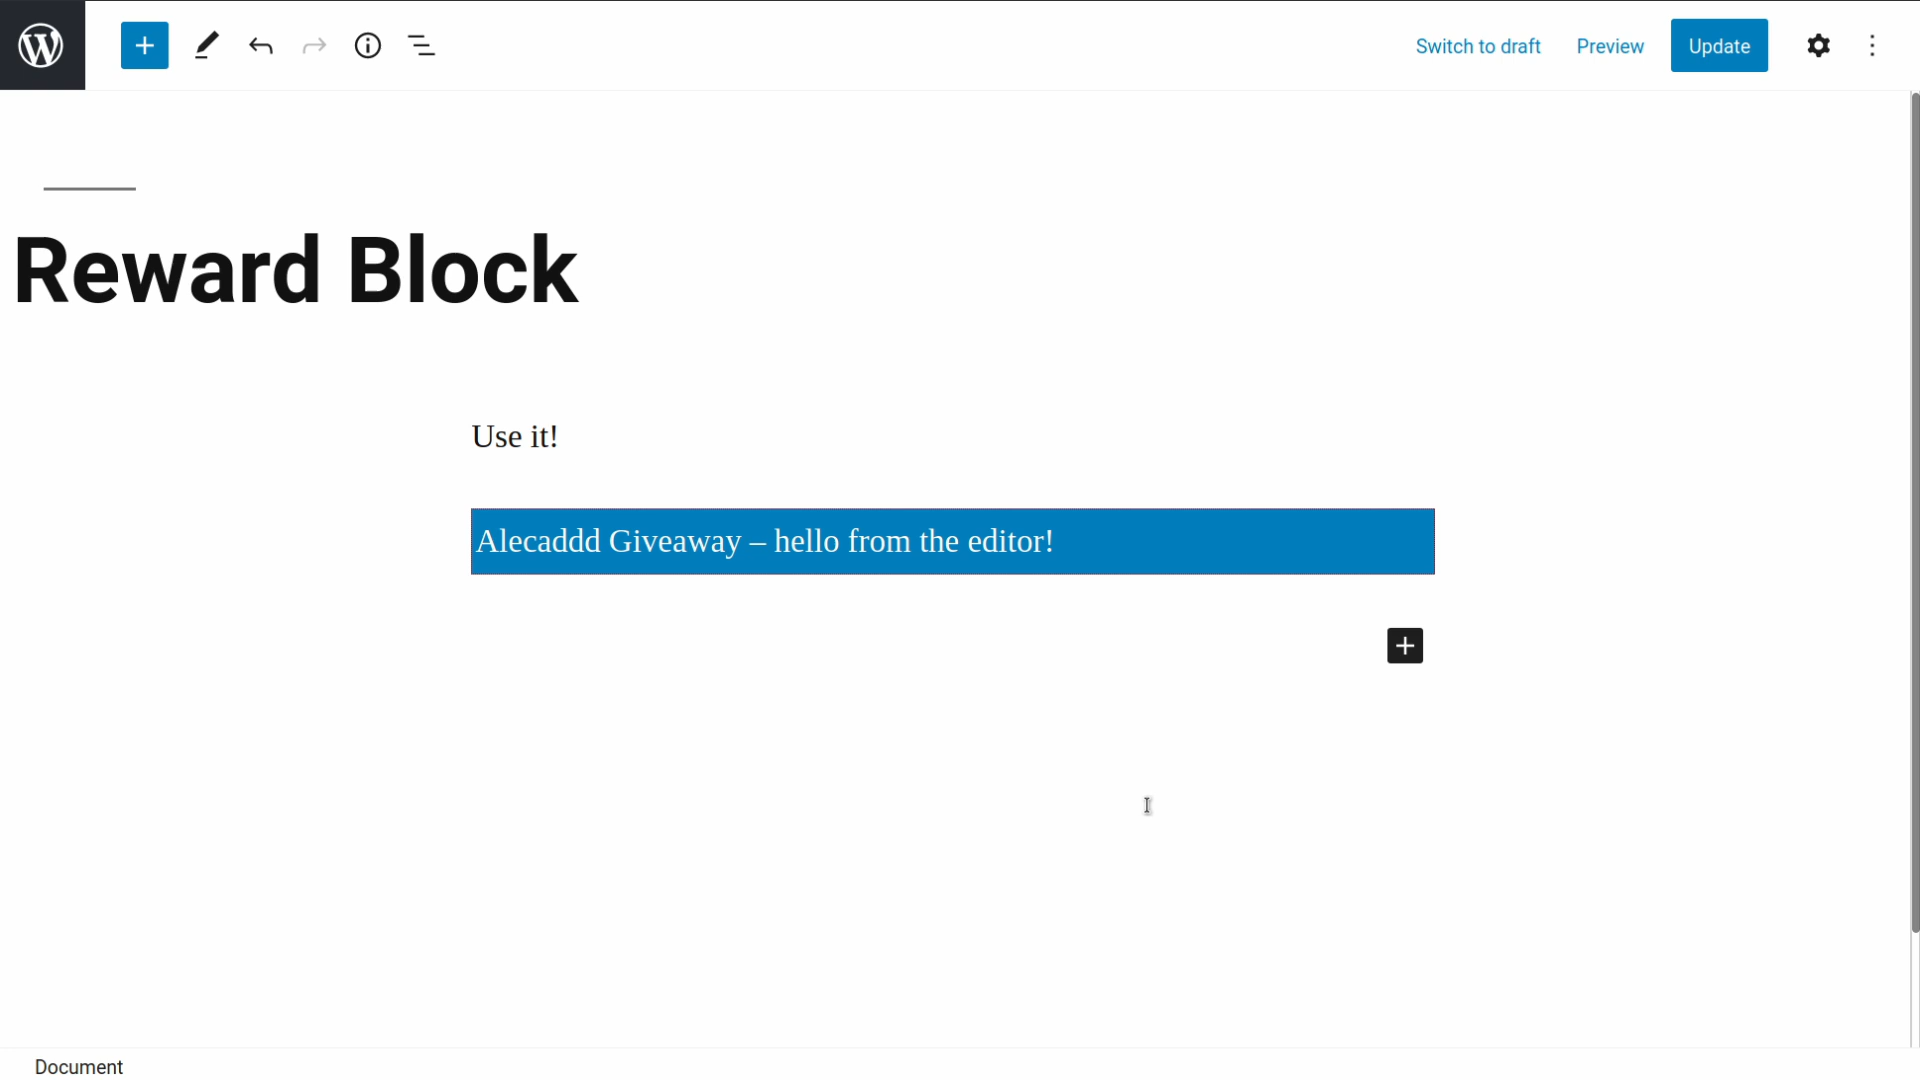 Switch to draft
Preview
Update
Reward Block
Use it!
Alecaddd Giveaway – hello from the editor!
Document